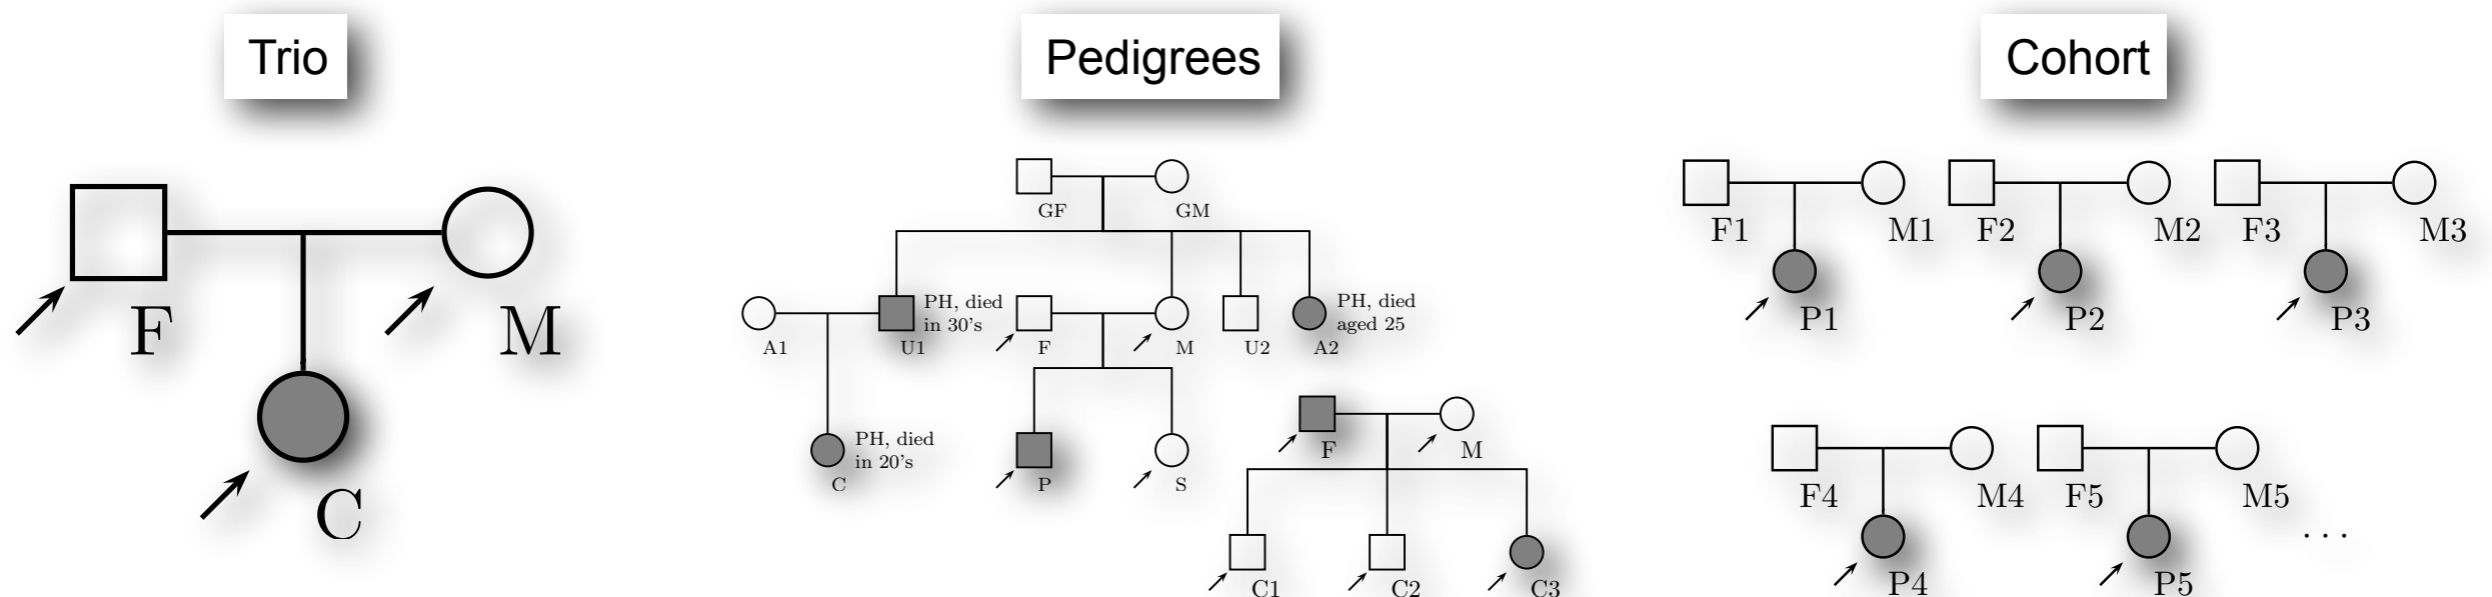 Trio
Pedigrees
Cohort
F
M
C
GF
GM
A1
PH, died
in 30's
U1
F
M
U2
PH, died
aged 25
A2
PH, died
in 20's
C
P
S
F
M
C1
C2
C3
F1
M1
F2
M2
F3
M3
P1
P2
P3
F4
M4
F5
M5
P4
P5
...